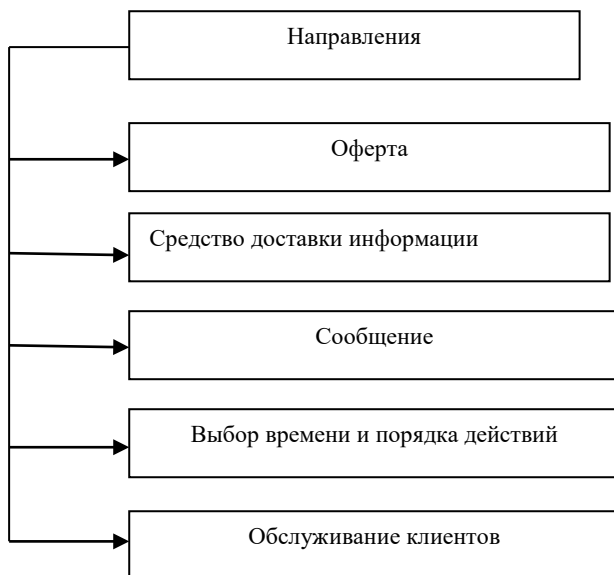 Направления
Оферта
Средство доставки информации
Сообщение
Выбор времени и порядка действий
Обслуживание клиентов